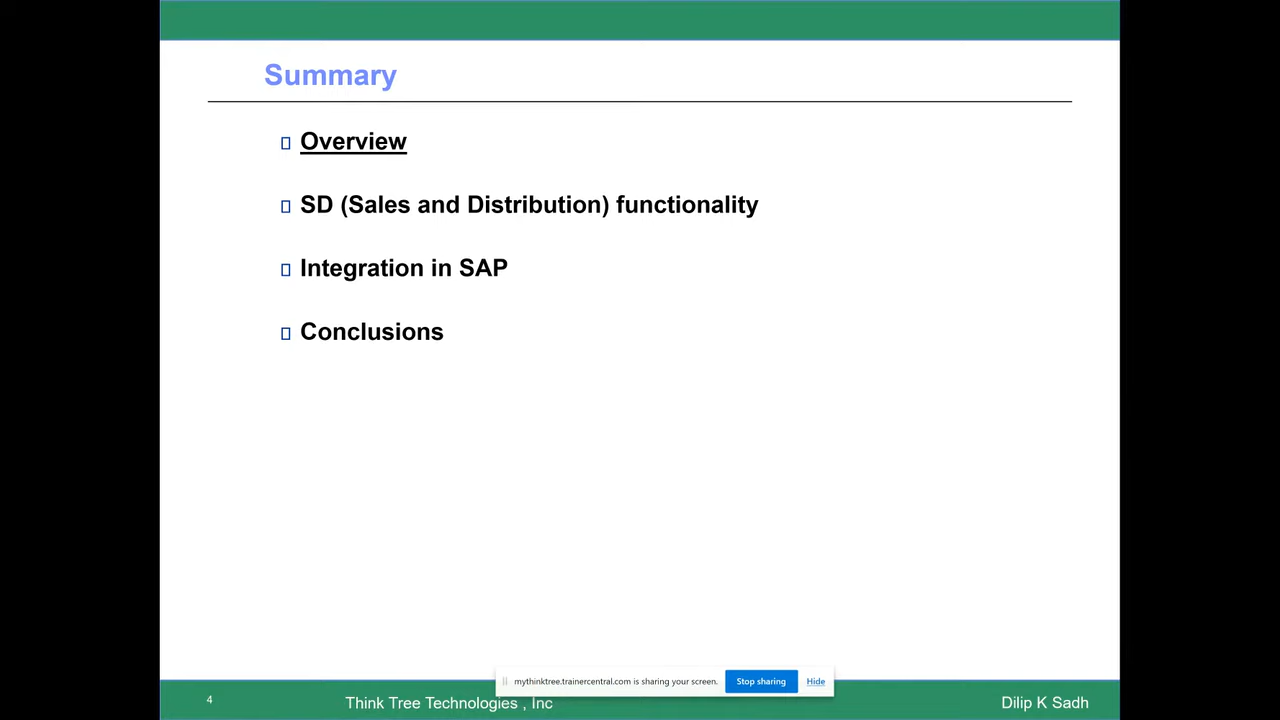 Summary
Overview
SD (Sales and Distribution) functionality
Integration in SAP
Conclusions
mythinktree.trainercentral.com is sharing your screen. Stop sharing Hide
4 Think Tree Technologies , Inc Dilip K Sadh